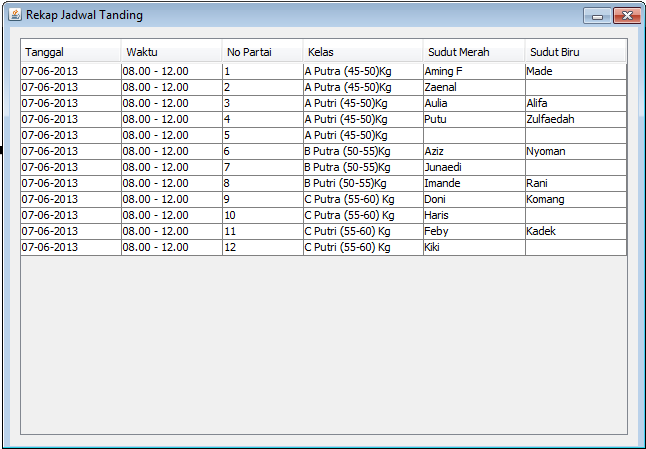 Rekap Jadwal Tanding
Tanggal Waktu No Partai Kelas Sudut Merah Sudut Biru
07-06-2013 08.00 - 12.00 1 A Putra (45-50)Kg Aming F Made
07-06-2013 08.00 - 12.00 2 A Putra (45-50)Kg Zaenal
07-06-2013 08.00 - 12.00 3 A Putri (45-50)Kg Aulia Alifa
07-06-2013 08.00 - 12.00 4 A Putri (45-50)Kg Putu Zulfaedah
07-06-2013 08.00 - 12.00 5 A Putri (45-50)Kg
07-06-2013 08.00 - 12.00 6 B Putra (50-55)Kg Aziz Nyoman
07-06-2013 08.00 - 12.00 7 B Putra (50-55)Kg Junaedi
07-06-2013 08.00 - 12.00 8 B Putri (50-55)Kg Imande Rani
07-06-2013 08.00 - 12.00 9 C Putra (55-60) Kg Doni Komang
07-06-2013 08.00 - 12.00 10 C Putra (55-60) Kg Haris
07-06-2013 08.00 - 12.00 11 C Putri (55-60) Kg Feby Kadek
07-06-2013 08.00 - 12.00 12 C Putri (55-60) Kg Kiki